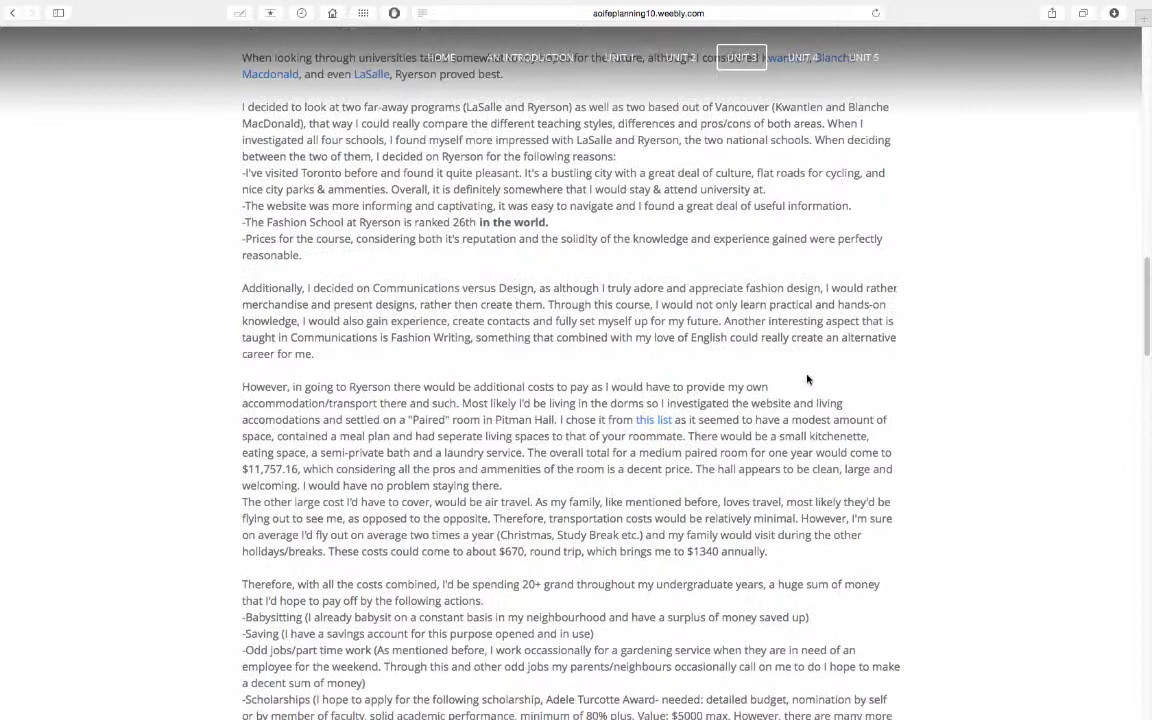 aoifeplanning10.weebly.com
HOME AN INTRODUCTION UNIT 1 UNIT 2 UNIT 3 UNIT 4 UNIT 5
When looking through universities for the future, although I Kwantlen, Blanche
Macdonald, and even LaSalle, Ryerson proved best.
I decided to look at two far-away programs (LaSalle and Ryerson) as well as two based out of Vancouver (Kwantlen and Blanche
MacDonald), that way I could really compare the different teaching styles, differences and pros/cons of both areas. When I
investigated all four schools, I found myself more impressed with LaSalle and Ryerson, the two national schools. When deciding
between the two of them, I decided on Ryerson for the following reasons:
-I've visited Toronto before and found it quite pleasant. It's a bustling city with a great deal of culture, flat roads for cycling, and
nice city parks & ammenties. Overall, it is definitely somewhere that I would stay & attend university at.
-The website was more informing and captivating, it was easy to navigate and I found a great deal of useful information.
-The Fashion School at Ryerson is ranked 26th in the world.
-Prices for the course, considering both it's reputation and the solidity of the knowledge and experience gained were perfectly
reasonable.
Additionally, I decided on Communications versus Design, as although I truly adore and appreciate fashion design, I would rather
merchandise and present designs, rather then create them. Through this course, I would not only learn practical and hands-on
knowledge, I would also gain experience, create contacts and fully set myself up for my future. Another interesting aspect that is
taught in Communications is Fashion Writing, something that combined with my love of English could really create an alternative
career for me.
However, in going to Ryerson there would be additional costs to pay as I would have to provide my own
accommodation/transport there and such. Most likely I'd be living in the dorms so I investigated the website and living
accomodations and settled on a "Paired" room in Pitman Hall. I chose it from this list as it seemed to have a modest amount of
space, contained a meal plan and had seperate living spaces to that of your roommate. There would be a small kitchenette,
eating space, a semi-private bath and a laundry service. The overall total for a medium paired room for one year would come to
$11,757.16, which considering all the pros and ammenities of the room is a decent price. The hall appears to be clean, large and
welcoming. I would have no problem staying there.
The other large cost I'd have to cover, would be air travel. As my family, like mentioned before, loves travel, most likely they'd be
flying out to see me, as opposed to the opposite. Therefore, transportation costs would be relatively minimal. However, I'm sure
on average I'd fly out on average two times a year (Christmas, Study Break etc.) and my family would visit during the other
holidays/breaks. These costs could come to about $670, round trip, which brings me to $1340 annually.
Therefore, with all the costs combined, I'd be spending 20+ grand throughout my undergraduate years, a huge sum of money
that I'd hope to pay off by the following actions.
-Babysitting (I already babysit on a constant basis in my neighbourhood and have a surplus of money saved up)
-Saving (I have a savings account for this purpose opened and in use)
-Odd jobs/part time work (As mentioned before, I work occassionally for a gardening service when they are in need of an
employee for the weekend. Through this and other odd jobs my parents/neighbours occasionally call on me to do I hope to make
a decent sum of money)
-Scholarships (I hope to apply for the following scholarship, Adele Turcotte Award- needed: detailed budget, nomination by self
or by member of faculty, solid academic performance, minimum of 80% plus. Value: $5000 max. However, there are many more